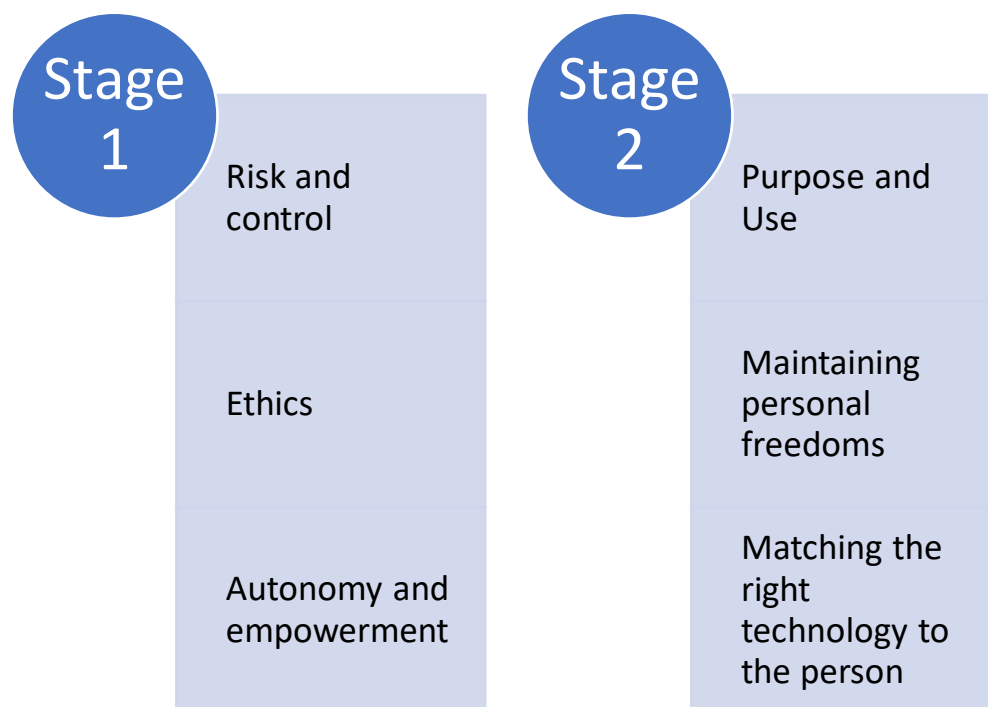 Stage
1
Risk and
control
Ethics
Autonomy and
empowerment
Stage
2
Purpose and
Use
Maintaining
personal
freedoms
Matching the
right
technology to
the person